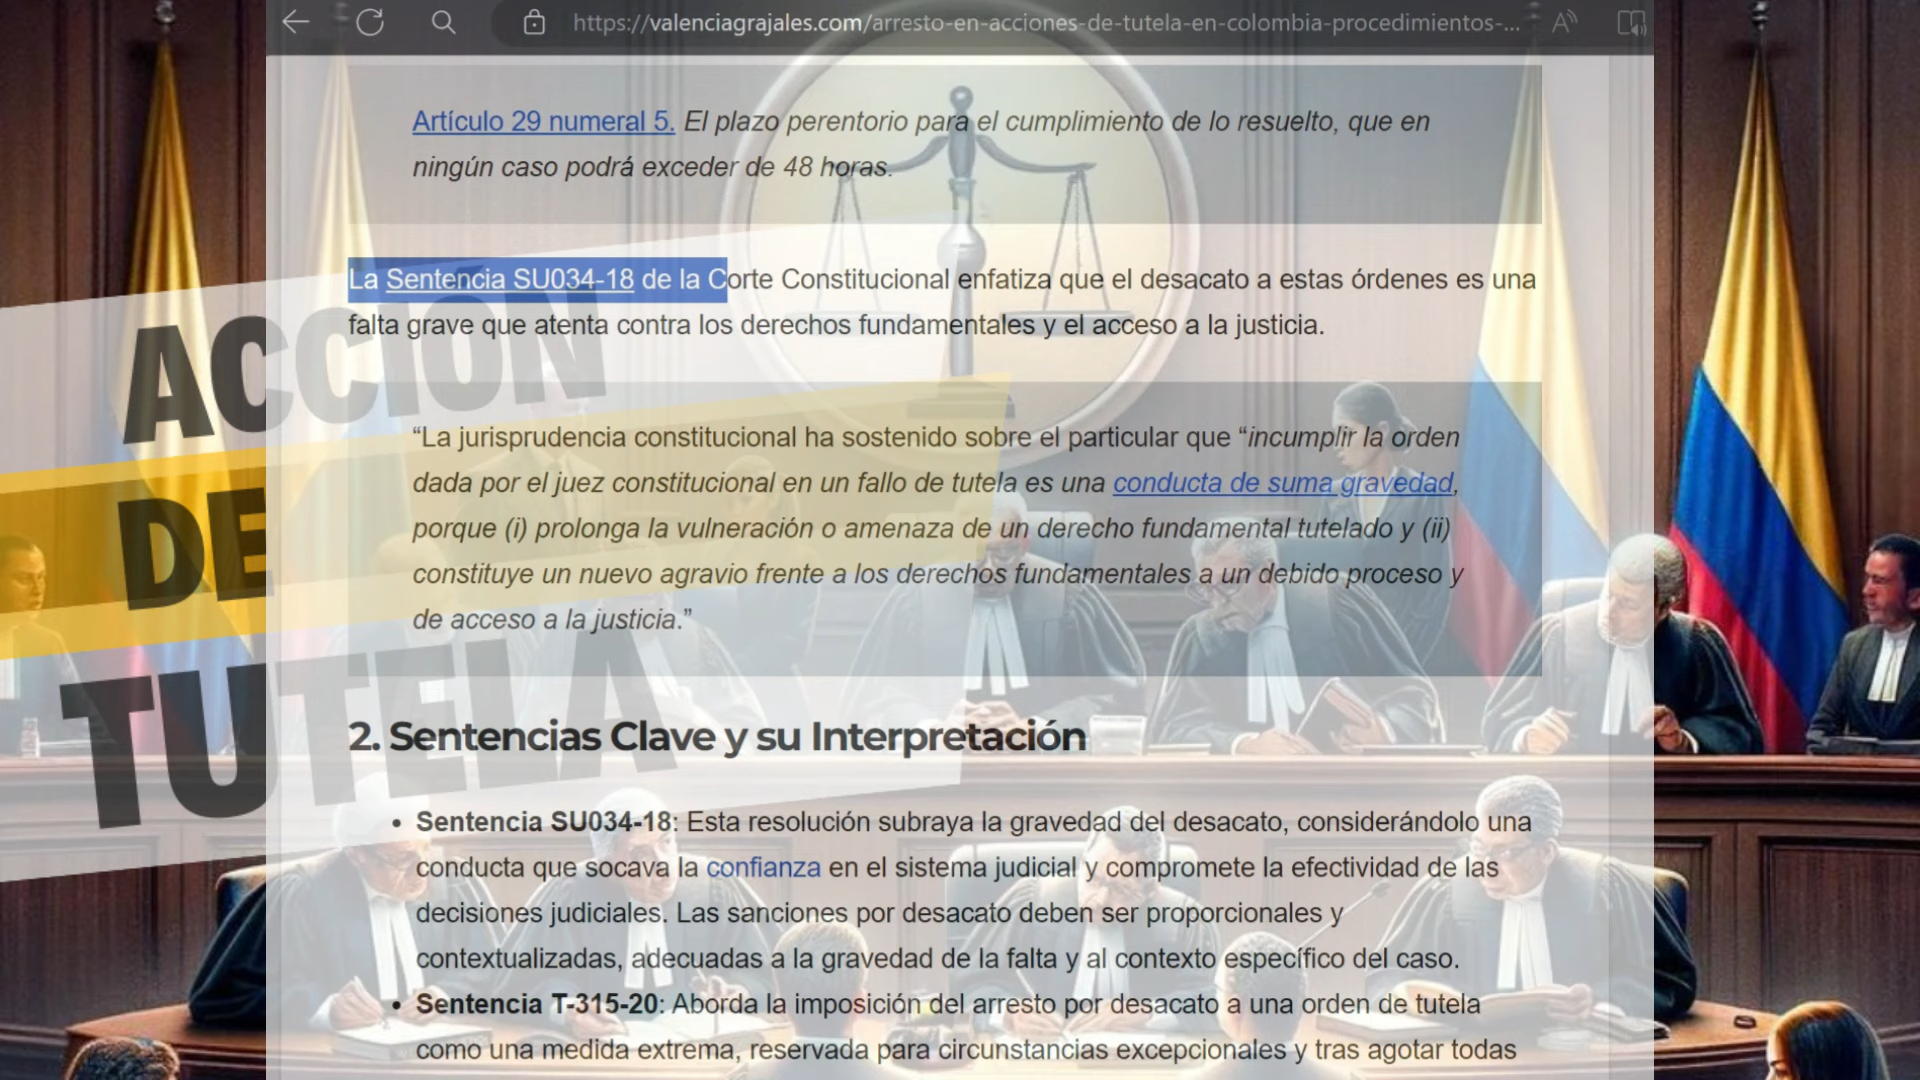 https://valenciagrajales.com/arresto-en-acciones-de-tutela-en-colombia-procedimientos-...
Artículo 29 numeral 5. El plazo perentorio para el cumplimiento de lo resuelto, que en
ningún caso podrá exceder de 48 horas.
La Sentencia SU034-18 de la Corte Constitucional enfatiza que el desacato a estas órdenes es una
falta grave que atenta contra los derechos fundamentales y el acceso a la justicia.
ACCIÓN
DE
TUTELA
“La jurisprudencia constitucional ha sostenido sobre el particular que “incumplir la orden
dada por el juez constitucional en un fallo de tutela es una conducta de suma gravedad,
porque (i) prolonga la vulneración o amenaza de un derecho fundamental tutelado y (ii)
constituye un nuevo agravio frente a los derechos fundamentales a un debido proceso y
de acceso a la justicia.”
2. Sentencias Clave y su Interpretación
• Sentencia SU034-18: Esta resolución subraya la gravedad del desacato, considerándolo una
conducta que socava la confianza en el sistema judicial y compromete la efectividad de las
decisiones judiciales. Las sanciones por desacato deben ser proporcionales y
contextualizadas, adecuadas a la gravedad de la falta y al contexto específico del caso.
• Sentencia T-315-20: Aborda la imposición del arresto por desacato a una orden de tutela
como una medida extrema, reservada para circunstancias excepcionales y tras agotar todas